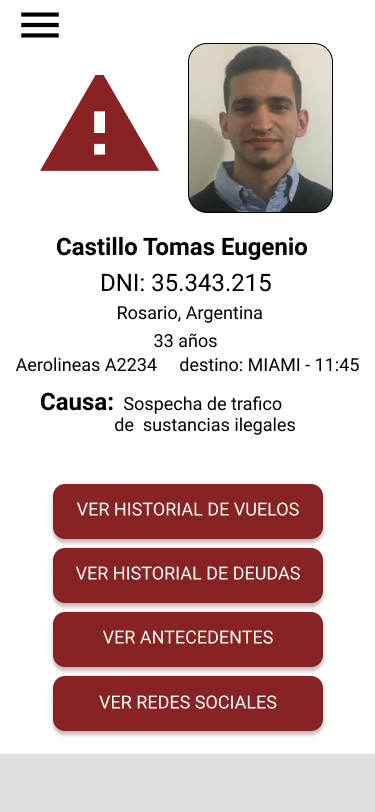 Castillo Tomas Eugenio
DNI: 35.343.215
Rosario, Argentina
33 años
Aerolineas A2234 destino: MIAMI - 11:45
Causa: Sospecha de trafico
de sustancias ilegales
VER HISTORIAL DE VUELOS
VER HISTORIAL DE DEUDAS
VER ANTECEDENTES
VER REDES SOCIALES